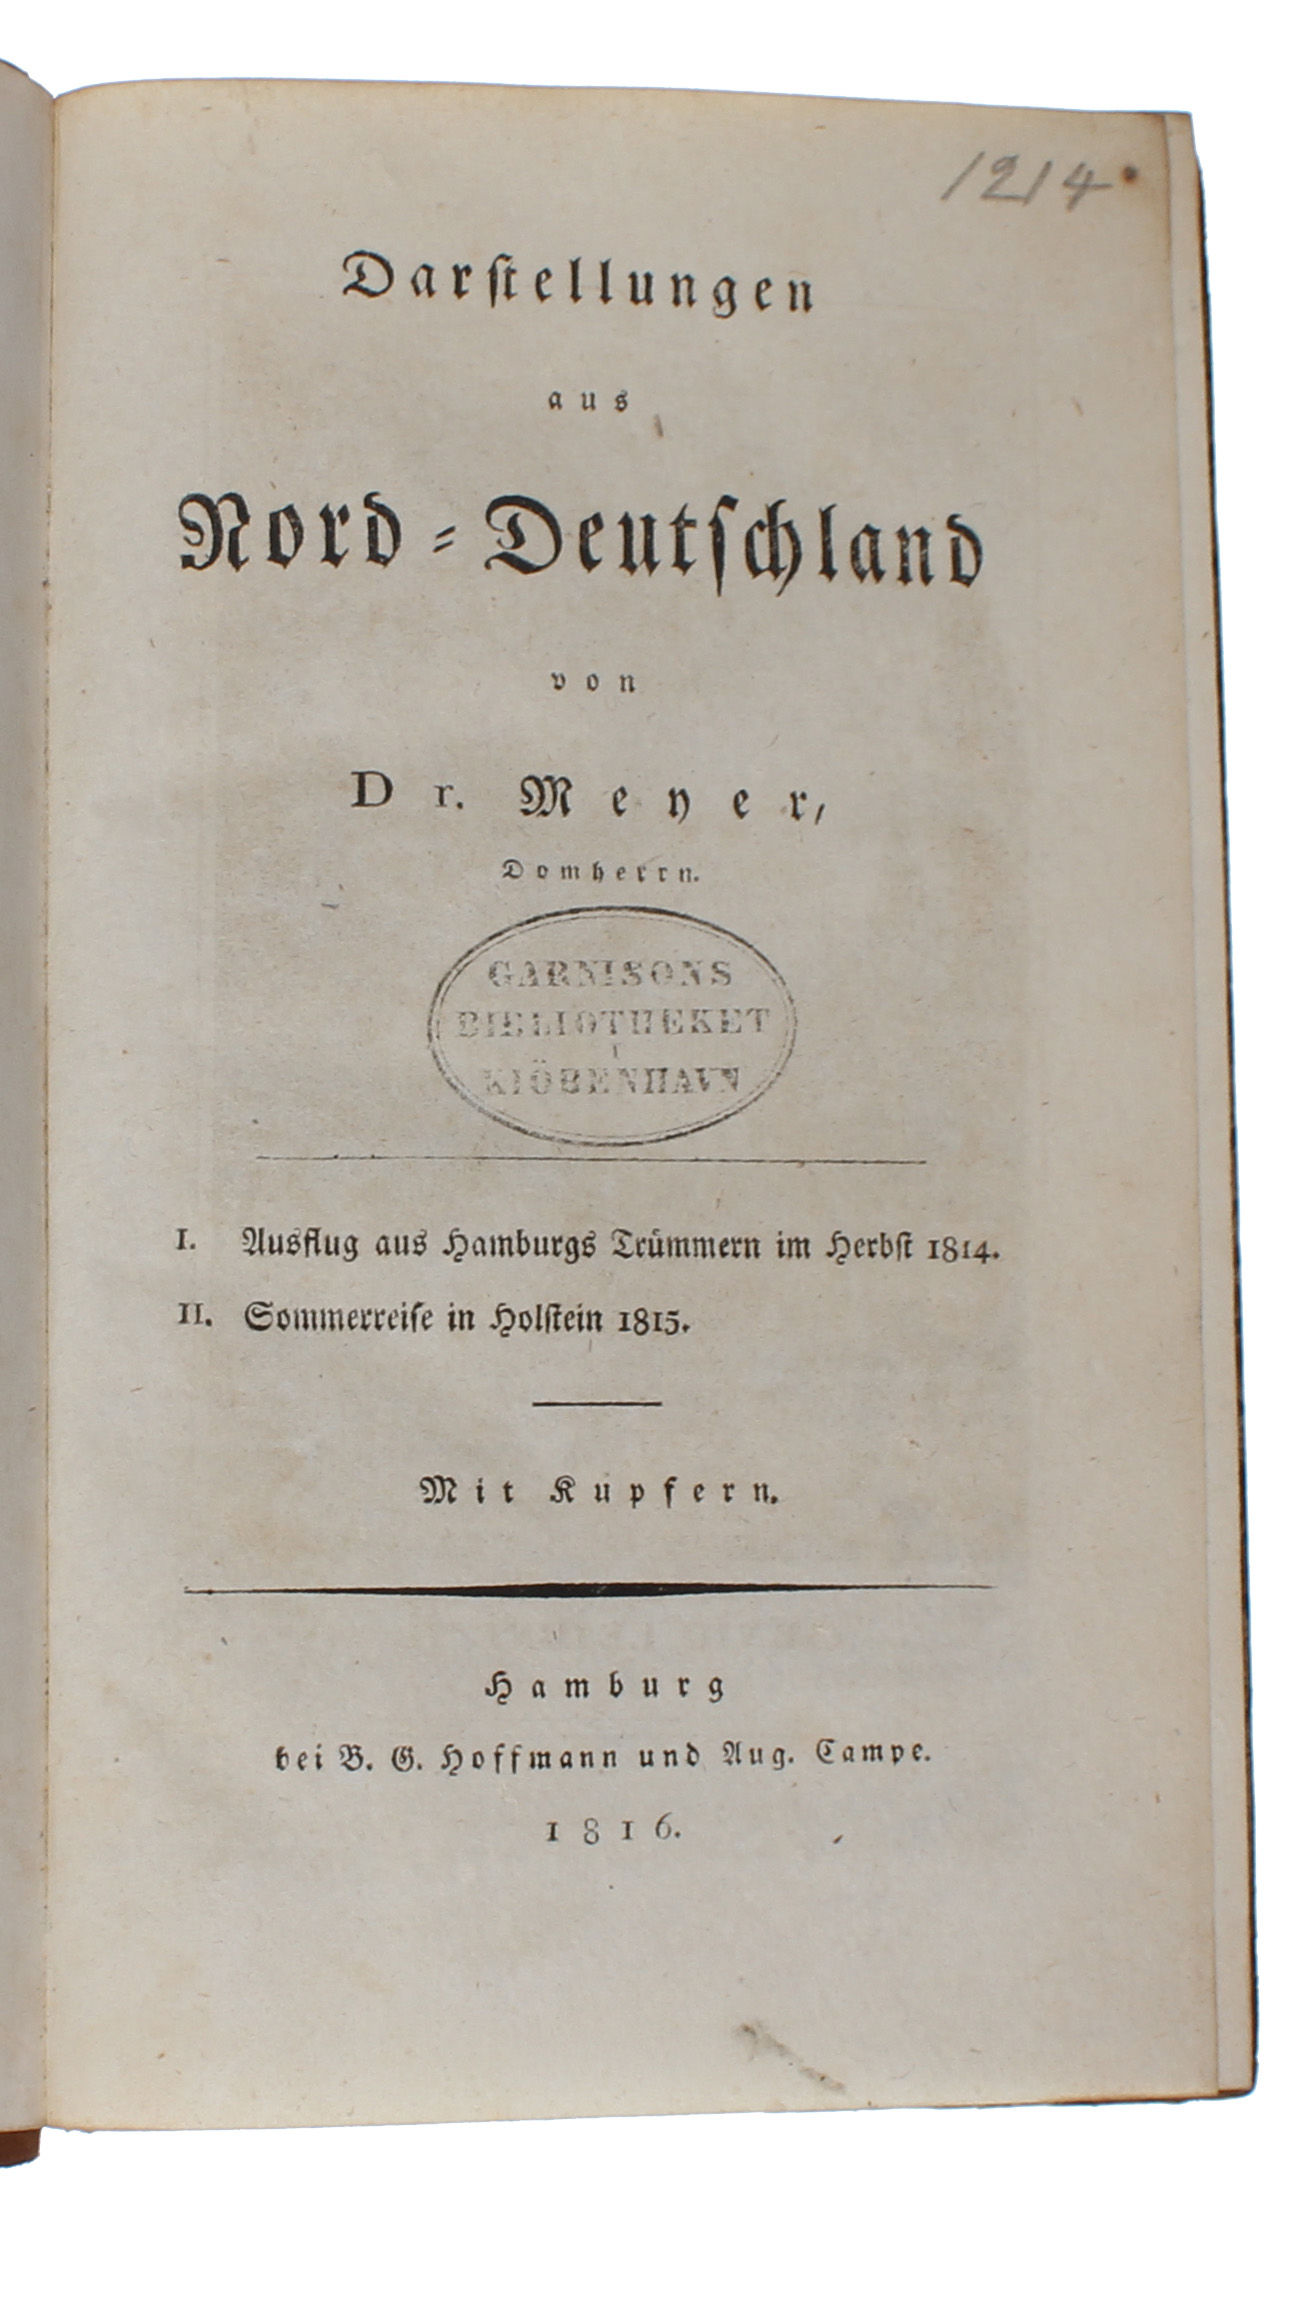 1214
Darstellungen
aus
Nord-Deutschland
von
Dr. Meyer,
Domherrn.
GARNISONS
BIBLIOTHEKET
I
KIÖBENHAVN
I. Ausflug aus Hamburgs Trümmern im Herbst 1814.
II. Sommerreise in Holstein 1815.
Mit Kupfern.
Hamburg
bei B. G. Hoffmann und Aug. Campe.
1816.